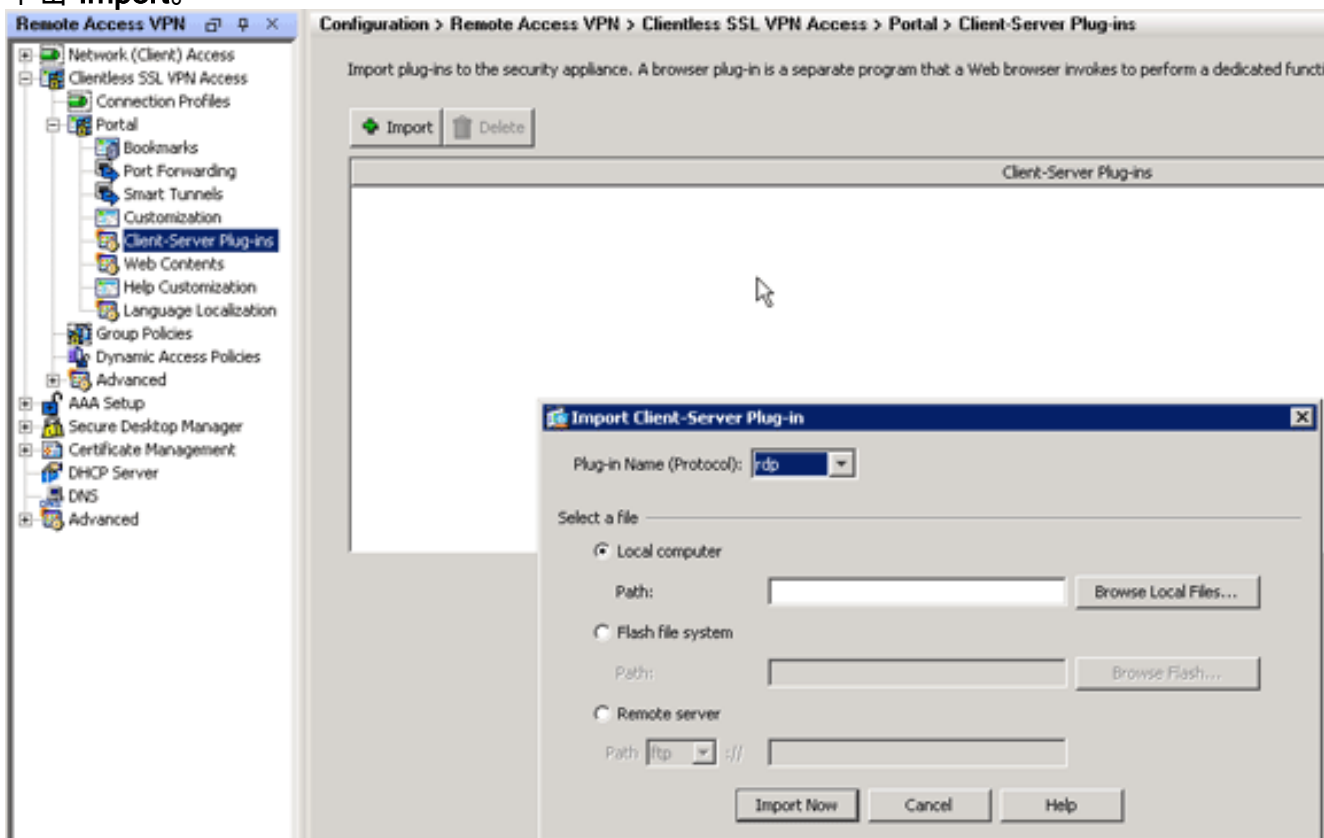 单击 Import。
Remote Access VPN
Configuration > Remote Access VPN > Clientless SSL VPN Access > Portal > Client-Server Plug-ins
Network (Client) Access
Clientless SSL VPN Access
Connection Profiles
Portal
Bookmarks
Port Forwarding
Smart Tunnels
Customization
Client-Server Plug-ins
Web Contents
Help Customization
Language Localization
Group Policies
Dynamic Access Policies
Advanced
AAA Setup
Secure Desktop Manager
Certificate Management
DHCP Server
DNS
Advanced
Import plug-ins to the security appliance. A browser plug-in is a separate program that a Web browser invokes to perform a dedicated functi
Import Delete
Client-Server Plug-ins
Import Client-Server Plug-in
Plug-in Name (Protocol): rdp
Select a file
Local computer
Path: Browse Local Files...
Flash file system
Path: Browse Flash...
Remote server
Path ftp ://
Import Now Cancel Help